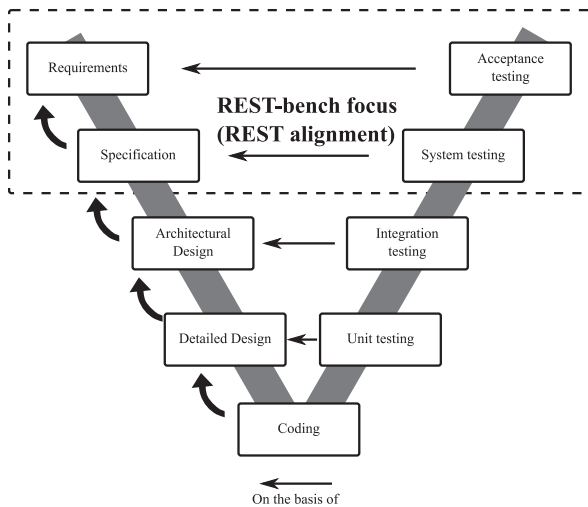 Requirements
Acceptance
testing
REST-bench focus
(REST alignment)
Specification
System testing
Architectural
Design
Integration
testing
Detailed Design
Unit testing
Coding
On the basis of